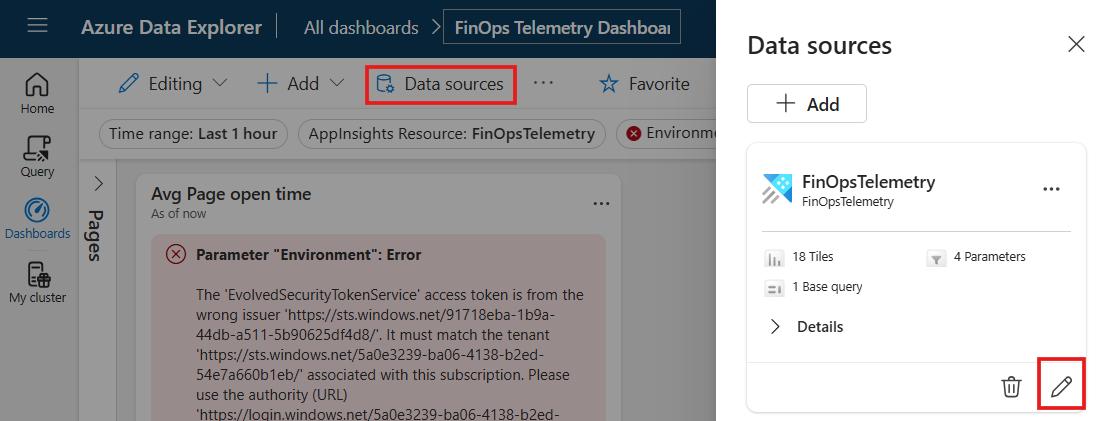 Azure Data Explorer
All dashboards
FinOps Telemetry Dashboar
Editing
Add
Data sources
Favorite
Home
Query
Dashboards
My cluster
Time range: Last 1 hour
AppInsights Resource: FinOpsTelemetry
Environm
Pages
Avg Page open time
As of now
Parameter "Environment": Error
The 'EvolvedSecurityTokenService' access token is from the
wrong issuer 'https://sts.windows.net/91718eba-1b9a-
44db-a511-5b90625df4d8/'. It must match the tenant
'https://sts.windows.net/5a0e3239-ba06-4138-b2ed-
54e7a660b1eb/' associated with this subscription. Please
use the authority (URL)
'https://login.windows.net/5a0e3239-ba06-4138-b2ed-
Data sources
Add
FinOpsTelemetry
FinOpsTelemetry
18 Tiles
4 Parameters
1 Base query
Details